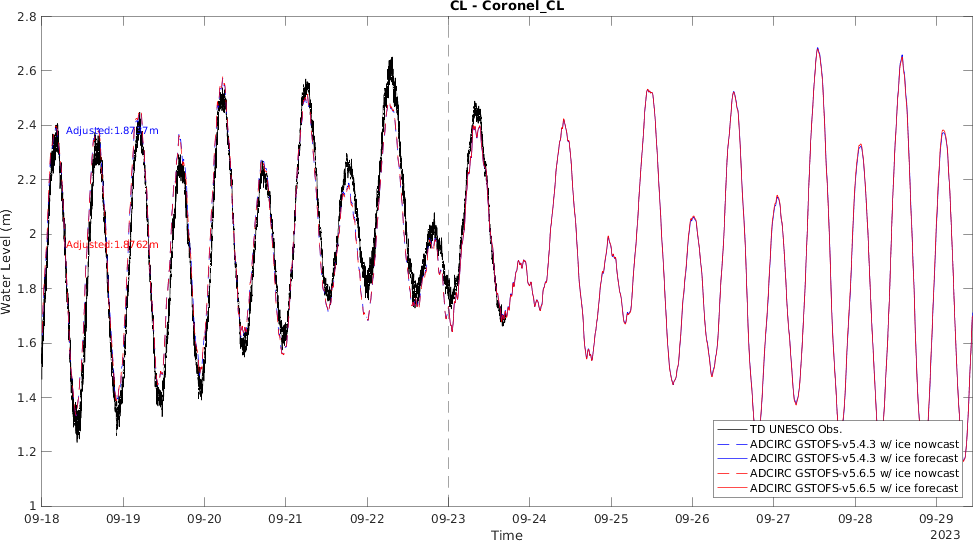 CL - Coronel_CL
2.8
2.6
2.4
2.2
2
1.8
1.6
1.4
1.2
1
Water Level (m)
Adjusted:1.8762m
TD UNESCO Obs.
ADCIRC GSTOFS-v5.4.3 w/ ice nowcast
ADCIRC GSTOFS-v5.4.3 w/ ice forecast
ADCIRC GSTOFS-v5.6.5 w/ ice nowcast
ADCIRC GSTOFS-v5.6.5 w/ ice forecast
09-18 09-19 09-20 09-21 09-22 09-23 09-24 09-25 09-26 09-27 09-28 09-29
Time
2023